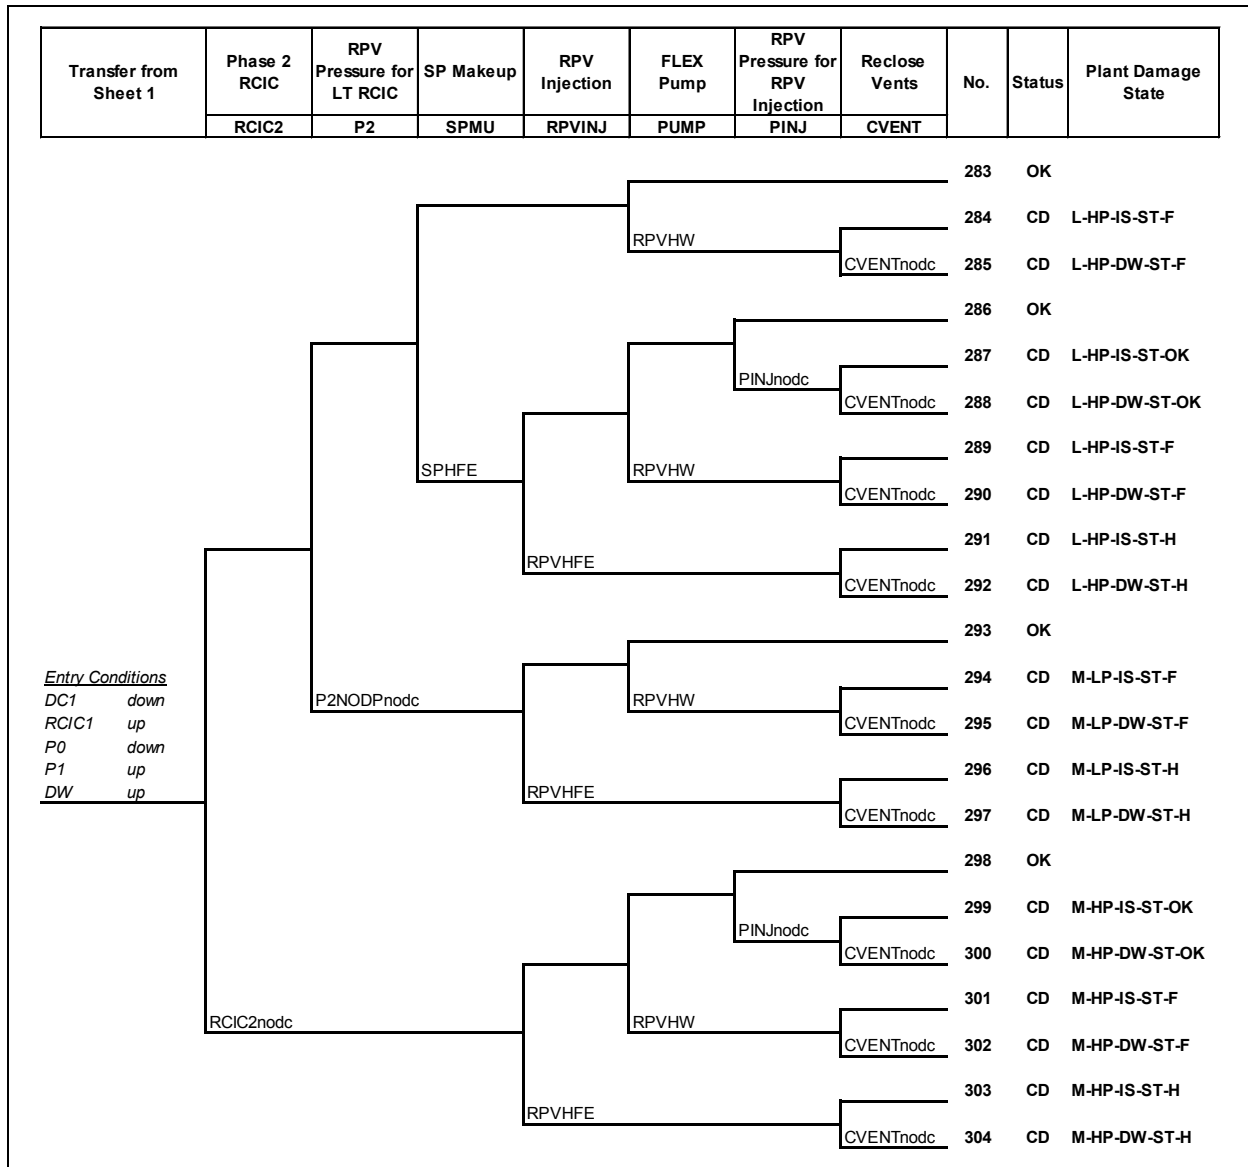 Transfer from Sheet 1
Phase 2 RCIC
RPV Pressure for LT RCIC
SP Makeup
RPV Injection
FLEX Pump
RPV Pressure for RPV Injection
Reclose Vents
No.
Status
Plant Damage State
RCIC2 P2 SPMU RPVINJ PUMP PINJ CVENT
283 OK
284 CD L-HP-IS-ST-F
RPVHW
CVENTnodc 285 CD L-HP-DW-ST-F
286 OK
287 CD L-HP-IS-ST-OK
PINJnodc
CVENTnodc 288 CD L-HP-DW-ST-OK
289 CD L-HP-IS-ST-F
SPHFE RPVHW
CVENTnodc 290 CD L-HP-DW-ST-F
291 CD L-HP-IS-ST-H
RPVHFE
CVENTnodc 292 CD L-HP-DW-ST-H
293 OK
Entry Conditions
294 CD M-LP-IS-ST-F
DC1 down
P2NODPnodc RPVHW
RCIC1 up
CVENTnodc 295 CD M-LP-DW-ST-F
P0 down
P1 up
296 CD M-LP-IS-ST-H
DW up
RPVHFE
CVENTnodc 297 CD M-LP-DW-ST-H
298 OK
299 CD M-HP-IS-ST-OK
PINJnodc
CVENTnodc 300 CD M-HP-DW-ST-OK
301 CD M-HP-IS-ST-F
RCIC2nodc RPVHW
CVENTnodc 302 CD M-HP-DW-ST-F
303 CD M-HP-IS-ST-H
RPVHFE
CVENTnodc 304 CD M-HP-DW-ST-H